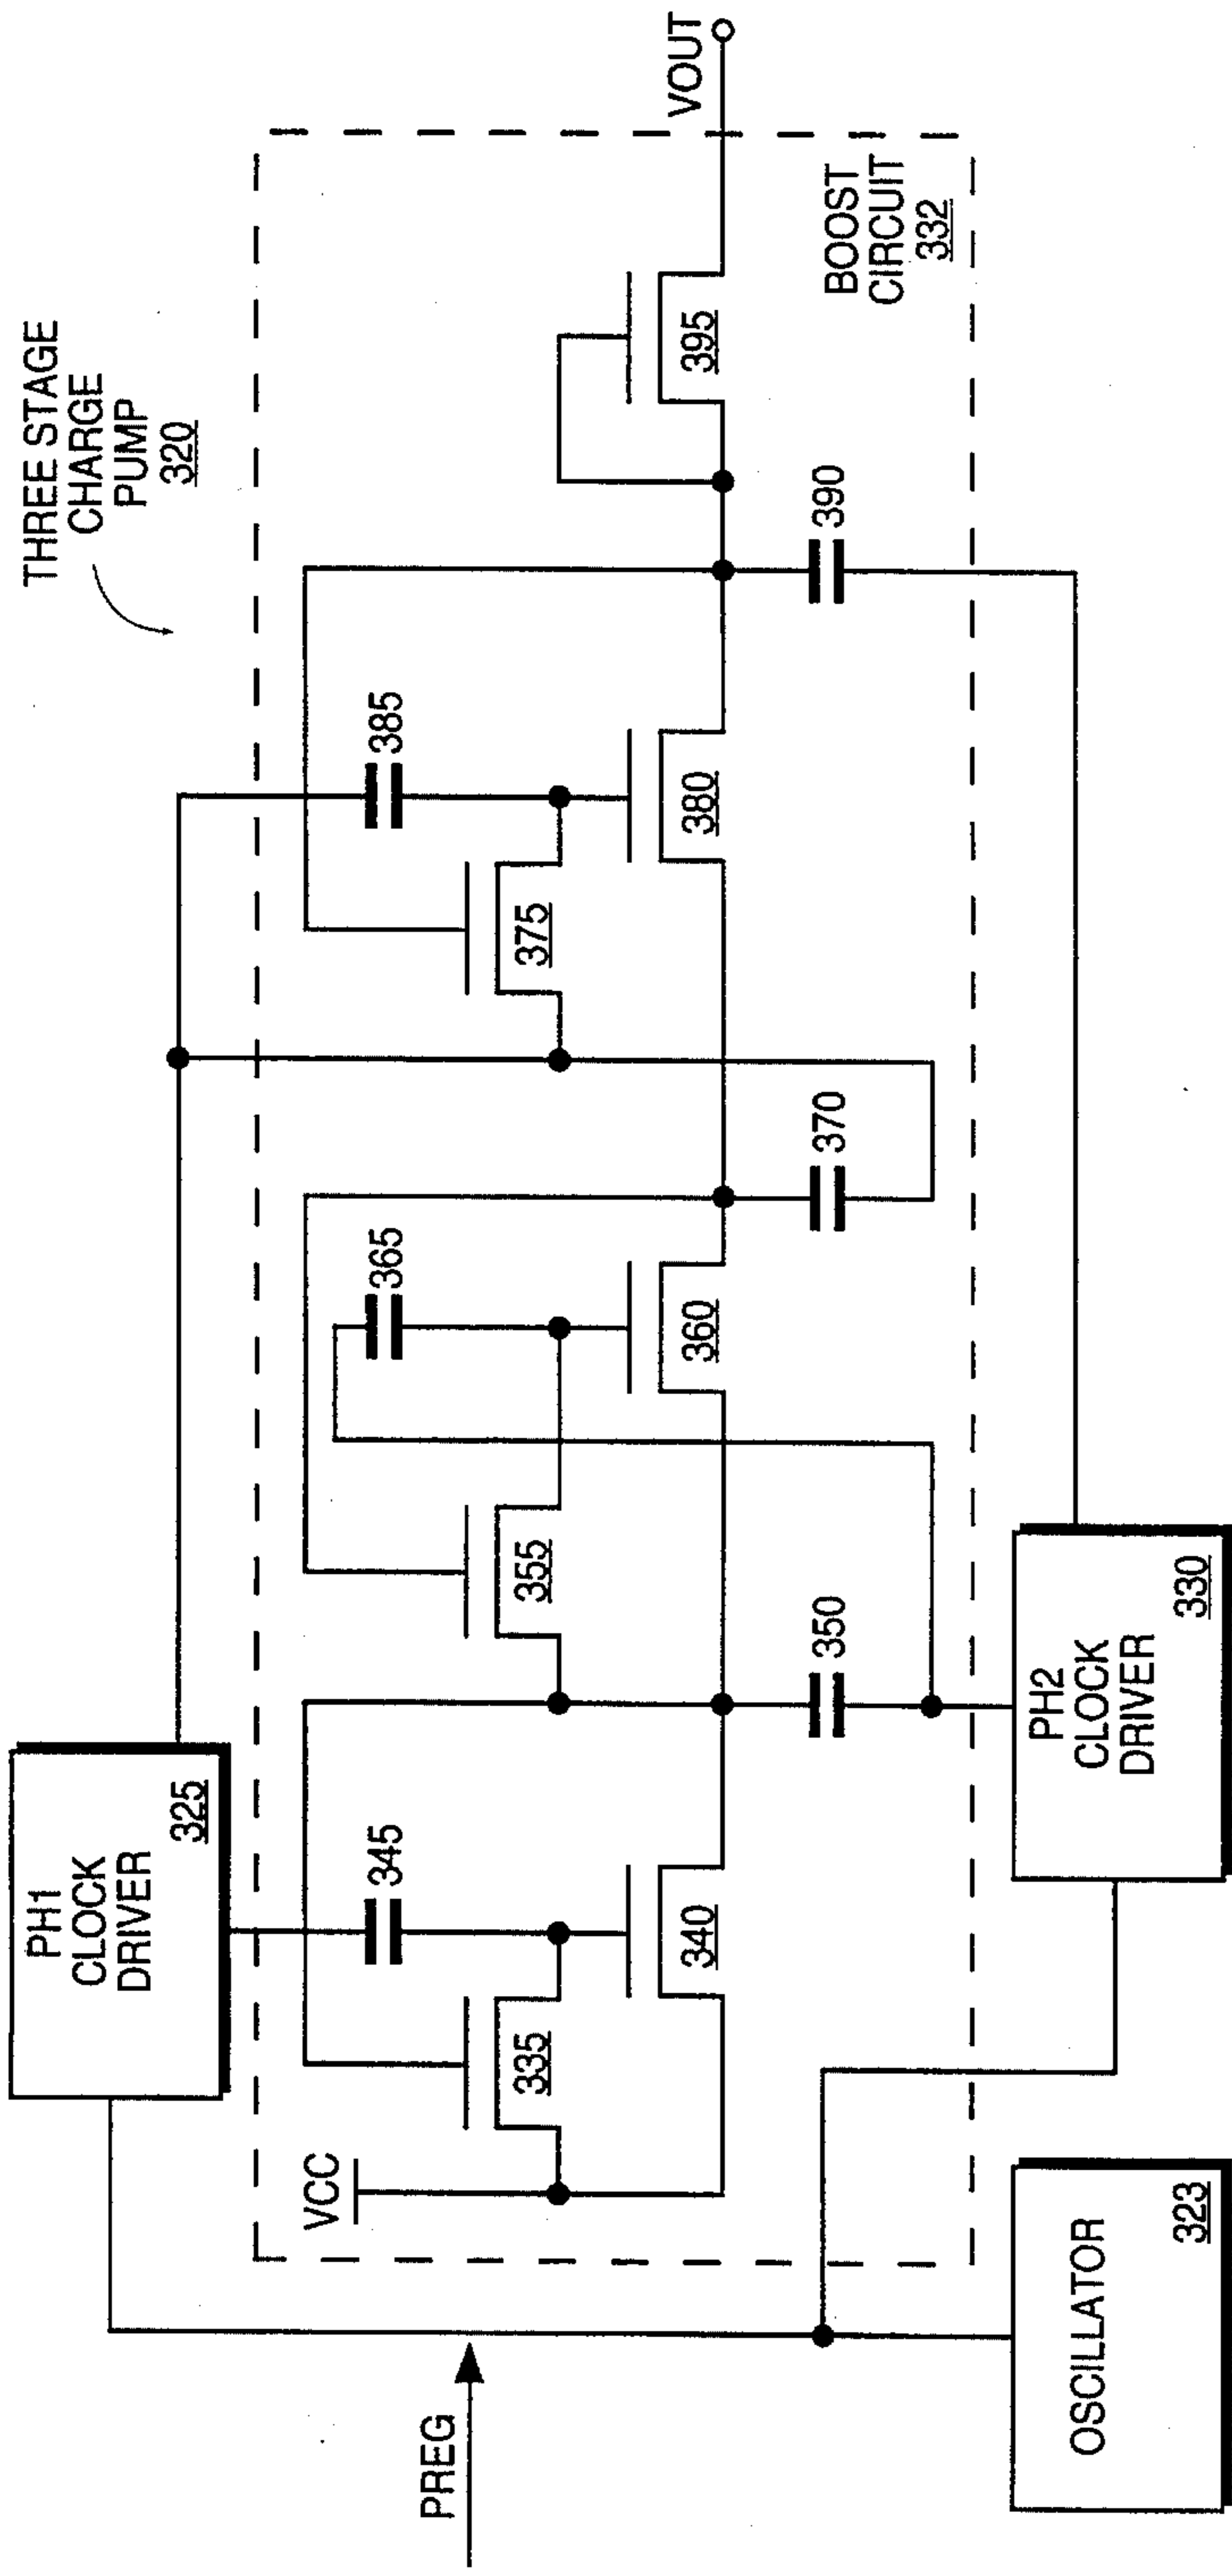 THREE STAGE
CHARGE
PUMP
320
PH1
CLOCK
DRIVER
325
VCC
335
345
340
355
365
360
350
370
375
385
380
390
395
VOUT
BOOST
CIRCUIT
332
PREG
OSCILLATOR
323
PH2
CLOCK
DRIVER
330